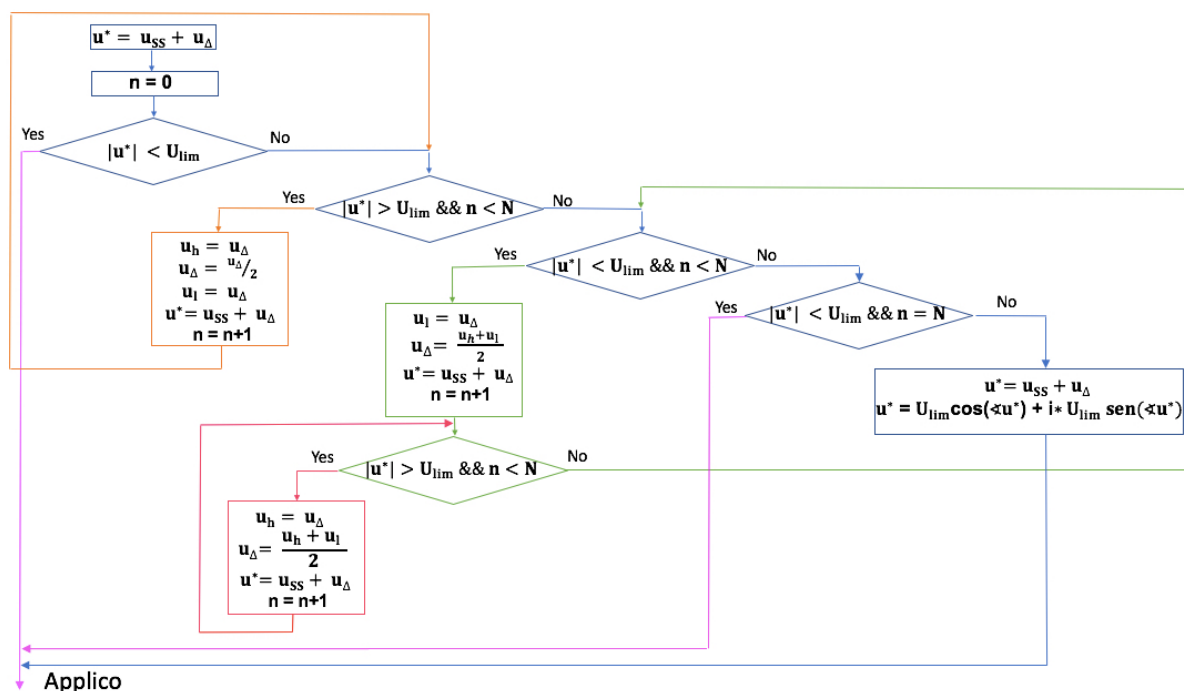 u* = u_SS + u_Δ
n = 0
Yes
No
|u*| < U_lim
Yes
No
|u*| > U_lim && n < N
u_h = u_Δ
u_Δ = u_Δ/2
u_l = u_Δ
u*= u_SS + u_Δ
n = n+1
Yes
No
|u*| < U_lim && n < N
Yes
No
|u*| < U_lim && n = N
u_l = u_Δ
u_Δ= (u_h+u_l)/2
u*= u_SS + u_Δ
n = n+1
u*= u_SS + u_Δ
u* = U_lim cos(∢u*) + i* U_lim sen(∢u*)
Yes
No
|u*| > U_lim && n < N
u_h = u_Δ
u_Δ= (u_h + u_l)/2
u*= u_SS + u_Δ
n = n+1
Applico